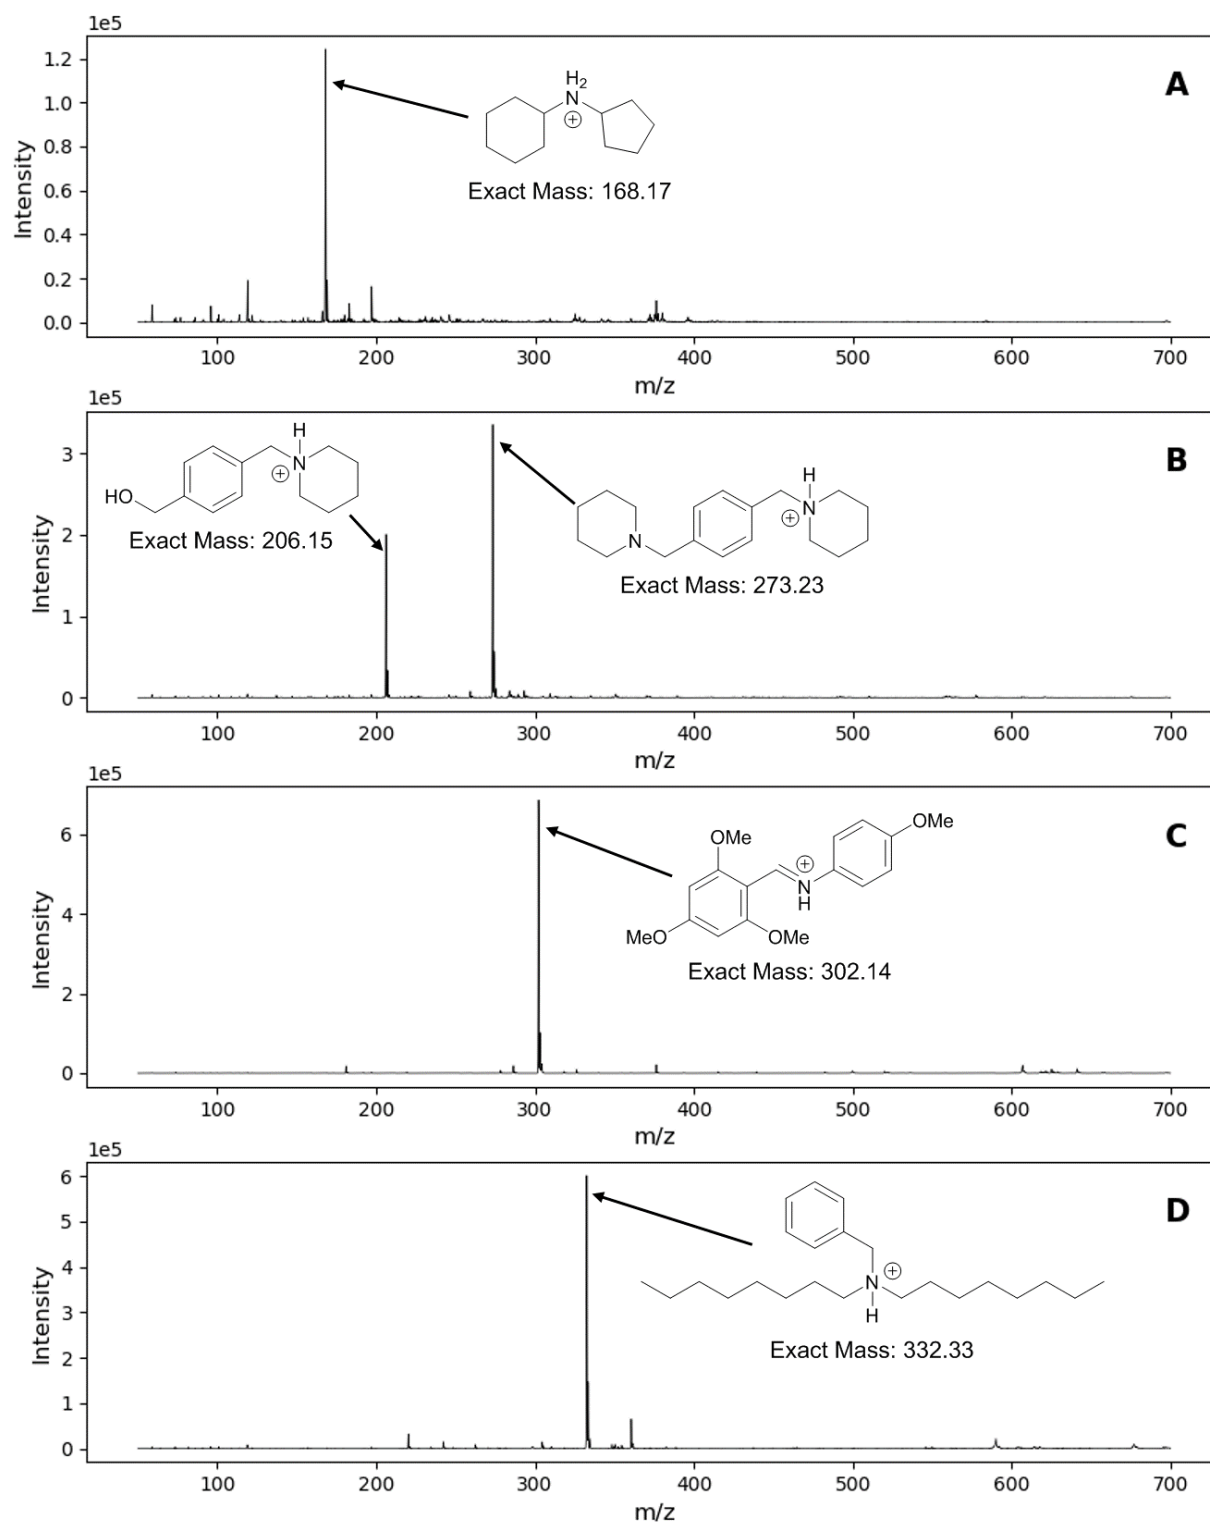 1e5
A
1.2
1.0
0.8
0.6
0.4
0.2
0.0
Intensity
H2
N
+
Exact Mass: 168.17
100 200 300 400 500 600 700
m/z
1e5
B
3
2
1
0
Intensity
H
N
+
HO
Exact Mass: 206.15
H
N
+
N
Exact Mass: 273.23
100 200 300 400 500 600 700
m/z
1e5
C
6
4
2
0
Intensity
OMe
OMe
+
N
H
MeO
OMe
Exact Mass: 302.14
100 200 300 400 500 600 700
m/z
1e5
D
6
5
4
3
2
1
0
Intensity
+
N
H
Exact Mass: 332.33
100 200 300 400 500 600 700
m/z